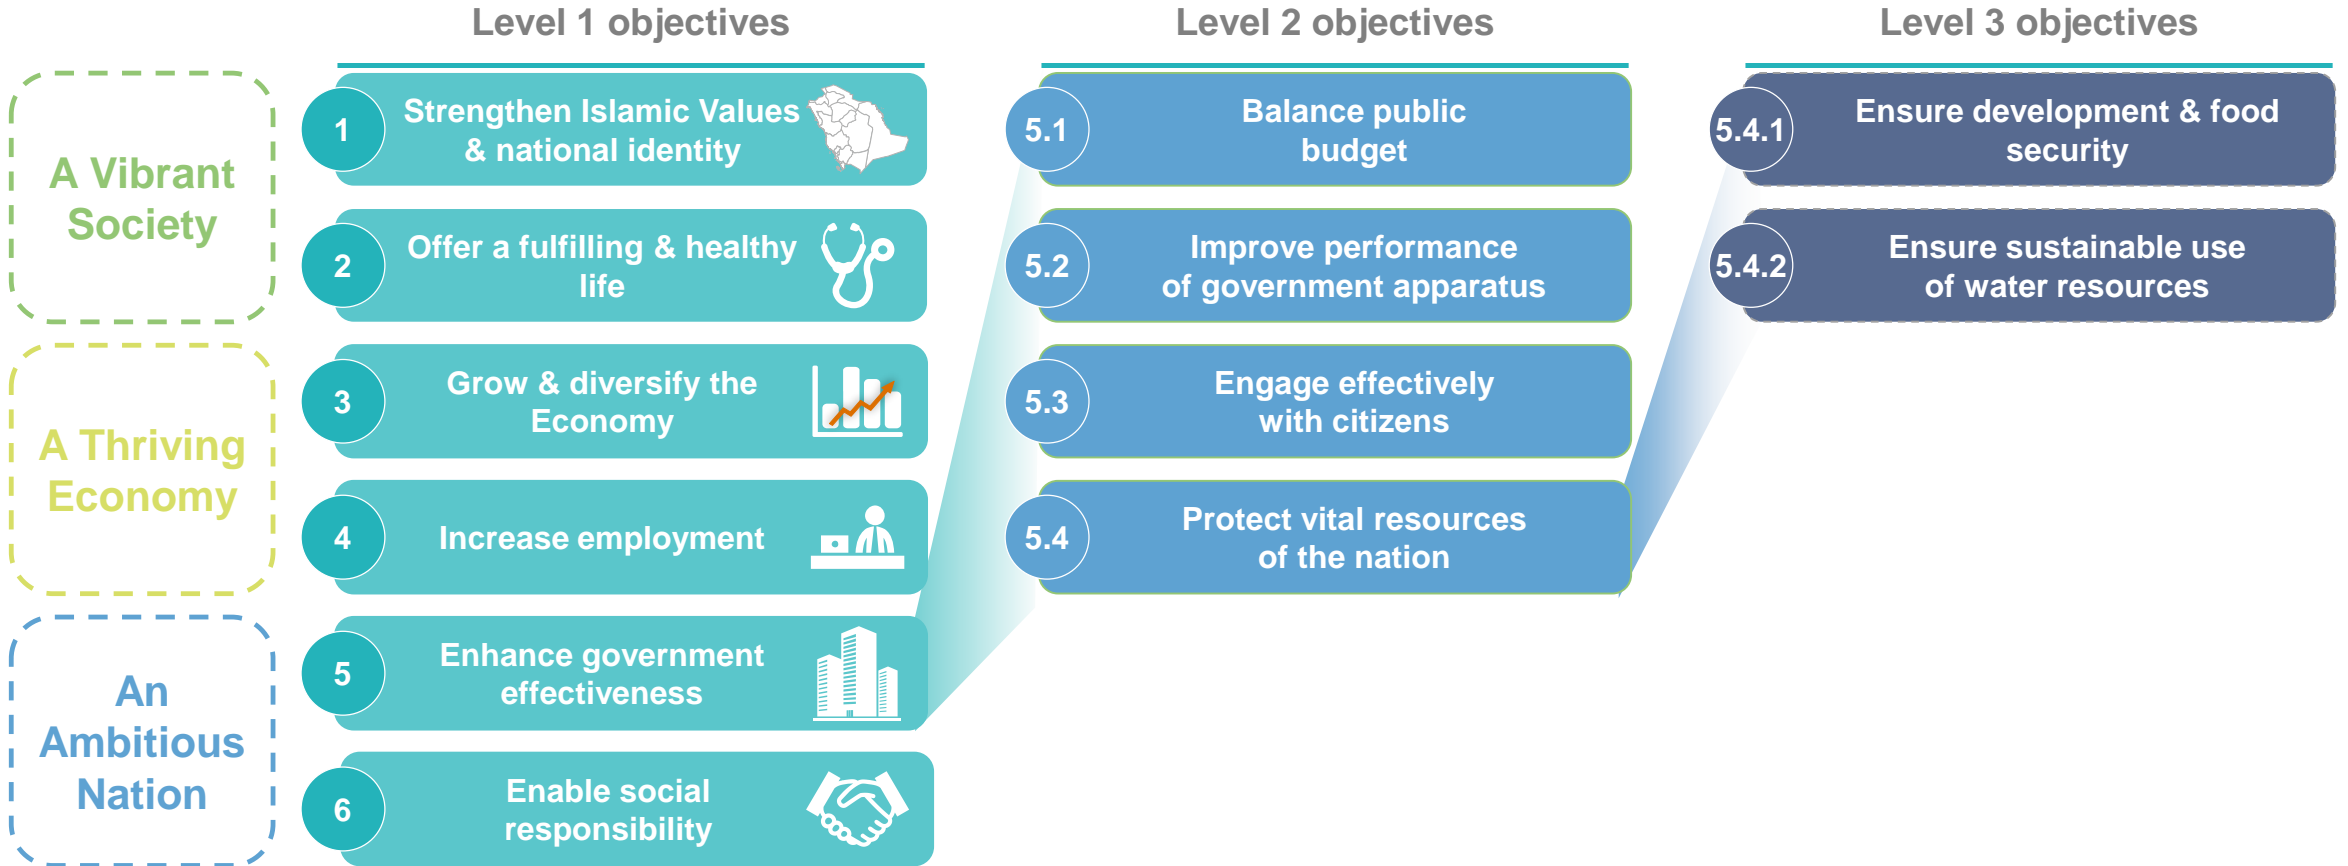 Level 1 objectives
Level 2 objectives
Level 3 objectives
A Vibrant
Society
A Thriving
Economy
An
Ambitious
Nation
1
Strengthen Islamic Values
& national identity
2
Offer a fulfilling & healthy
life
3
Grow & diversify the
Economy
4
Increase employment
5
Enhance government
effectiveness
6
Enable social
responsibility
5.1
Balance public
budget
5.2
Improve performance
of government apparatus
5.3
Engage effectively
with citizens
5.4
Protect vital resources
of the nation
5.4.1
Ensure development & food
security
5.4.2
Ensure sustainable use
of water resources